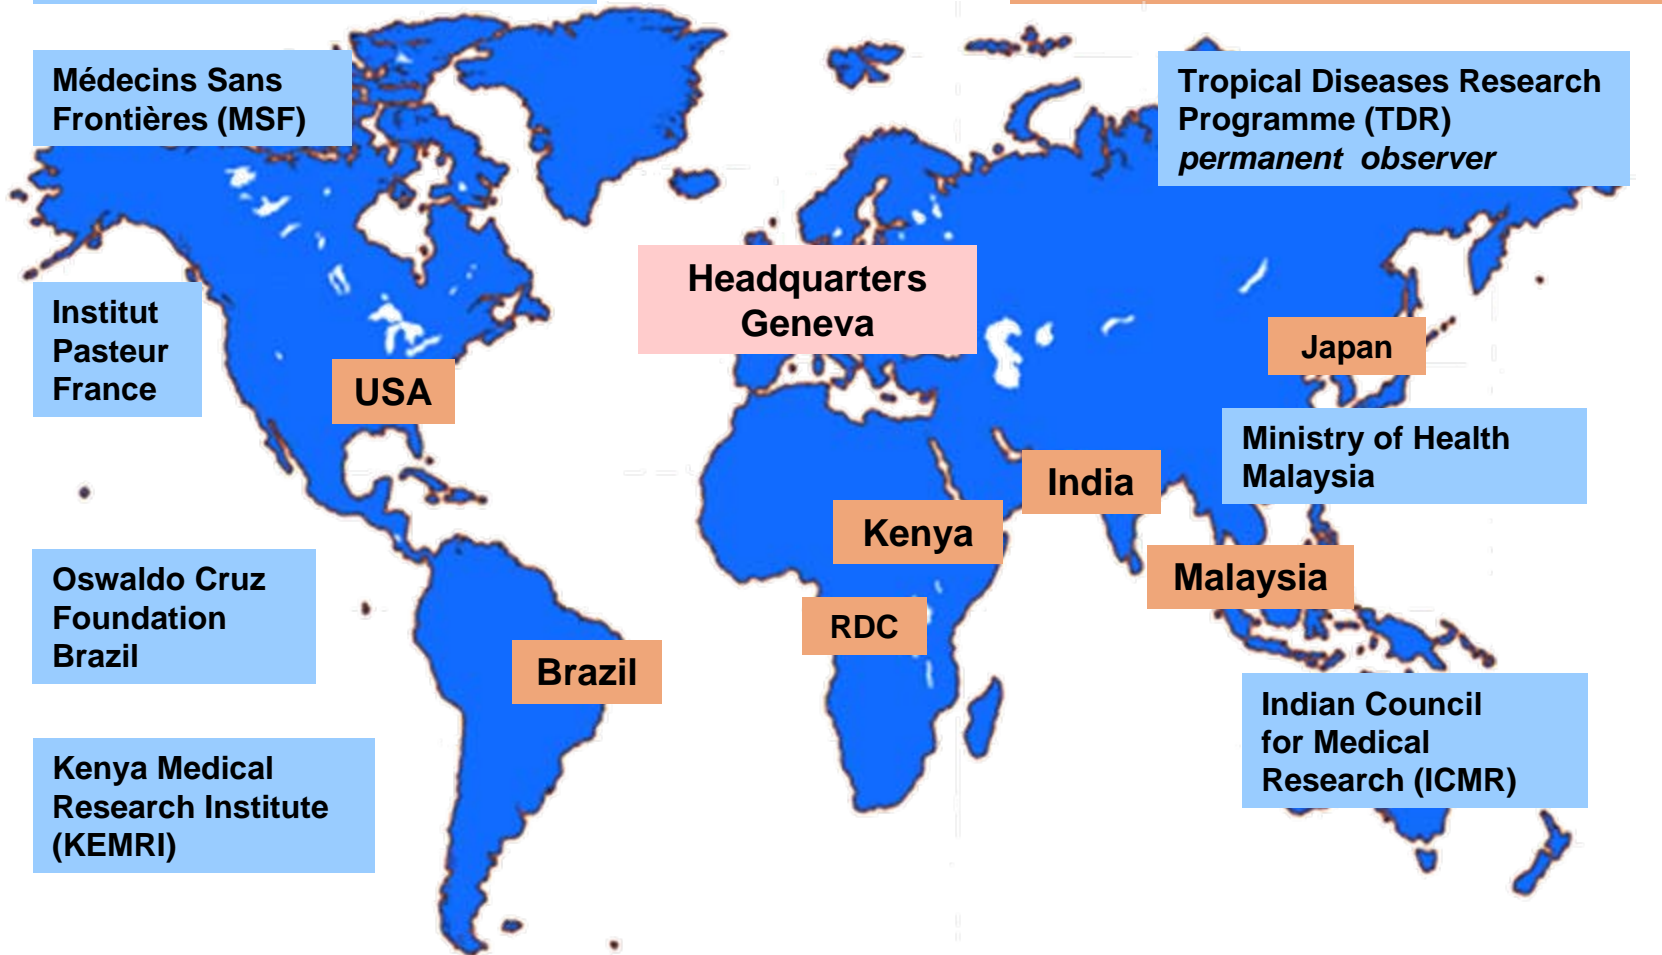 Médecins Sans
Frontières (MSF)
Tropical Diseases Research
Programme (TDR)
permanent observer
Headquarters
Geneva
Institut
Pasteur
France
USA
Japan
Ministry of Health
Malaysia
India
Kenya
Malaysia
Oswaldo Cruz
Foundation
Brazil
RDC
Brazil
Indian Council
for Medical
Research (ICMR)
Kenya Medical
Research Institute
(KEMRI)